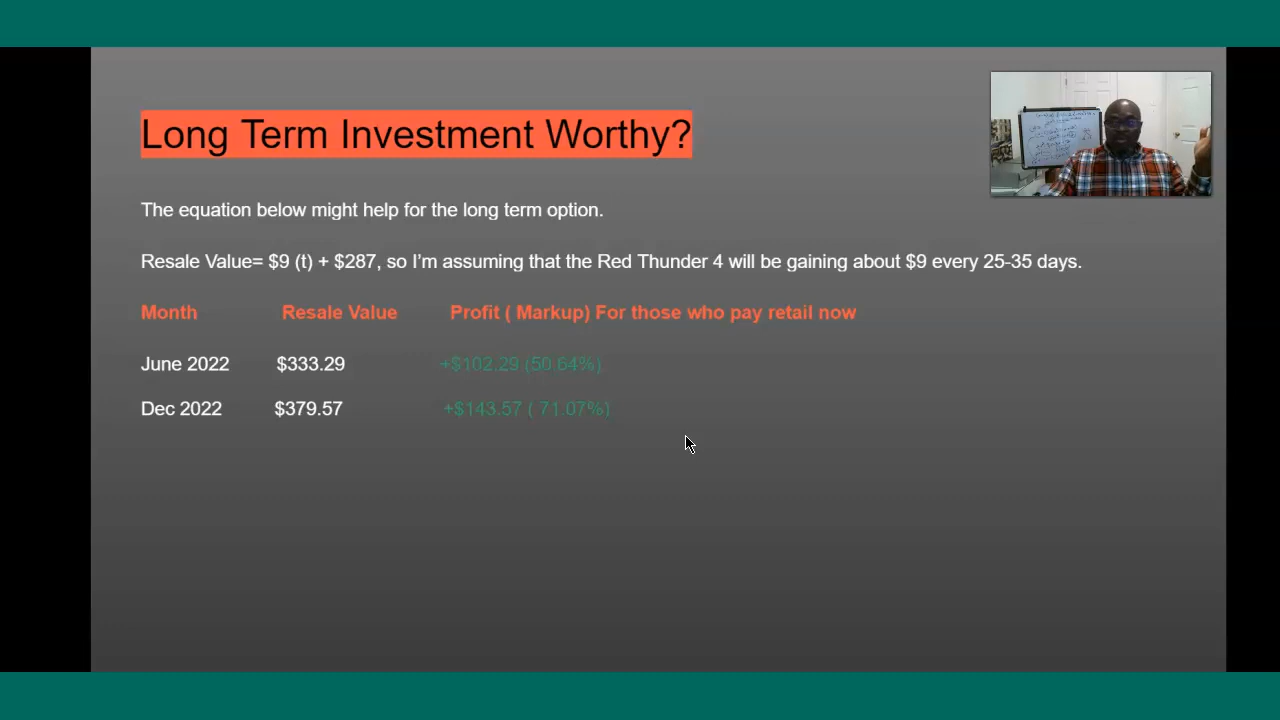 Long Term Investment Worthy?
The equation below might help for the long term option.
Resale Value= $9 (t) + $287, so I’m assuming that the Red Thunder 4 will be gaining about $9 every 25-35 days.
Month Resale Value Profit ( Markup) For those who pay retail now
June 2022 $333.29 +$102.29 (50.64%)
Dec 2022 $379.57 +$143.57 ( 71.07%)